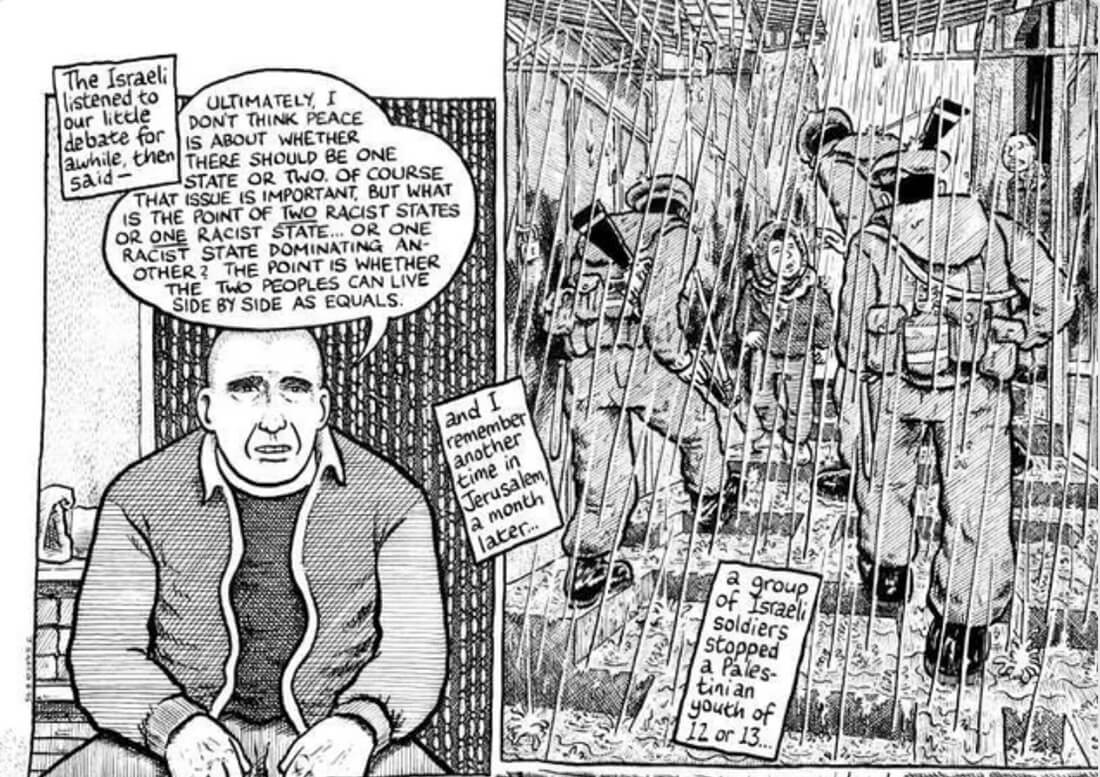 The Israeli
listened to
our little
debate for
awhile, then
said—
ULTIMATELY, I
DON'T THINK PEACE
IS ABOUT WHETHER
THERE SHOULD BE ONE
STATE OR TWO. OF COURSE
THAT ISSUE IS IMPORTANT, BUT WHAT
IS THE POINT OF TWO RACIST STATES
OR ONE RACIST STATE... OR ONE
RACIST STATE DOMINATING AN-
OTHER? THE POINT IS WHETHER
THE TWO PEOPLES CAN LIVE
SIDE BY SIDE AS EQUALS.
and I
remember
another
time in
Jerusalem,
a month
later...
a group
of Israeli
soldiers
stopped
a Pales-
tinian
youth of
12 or 13...